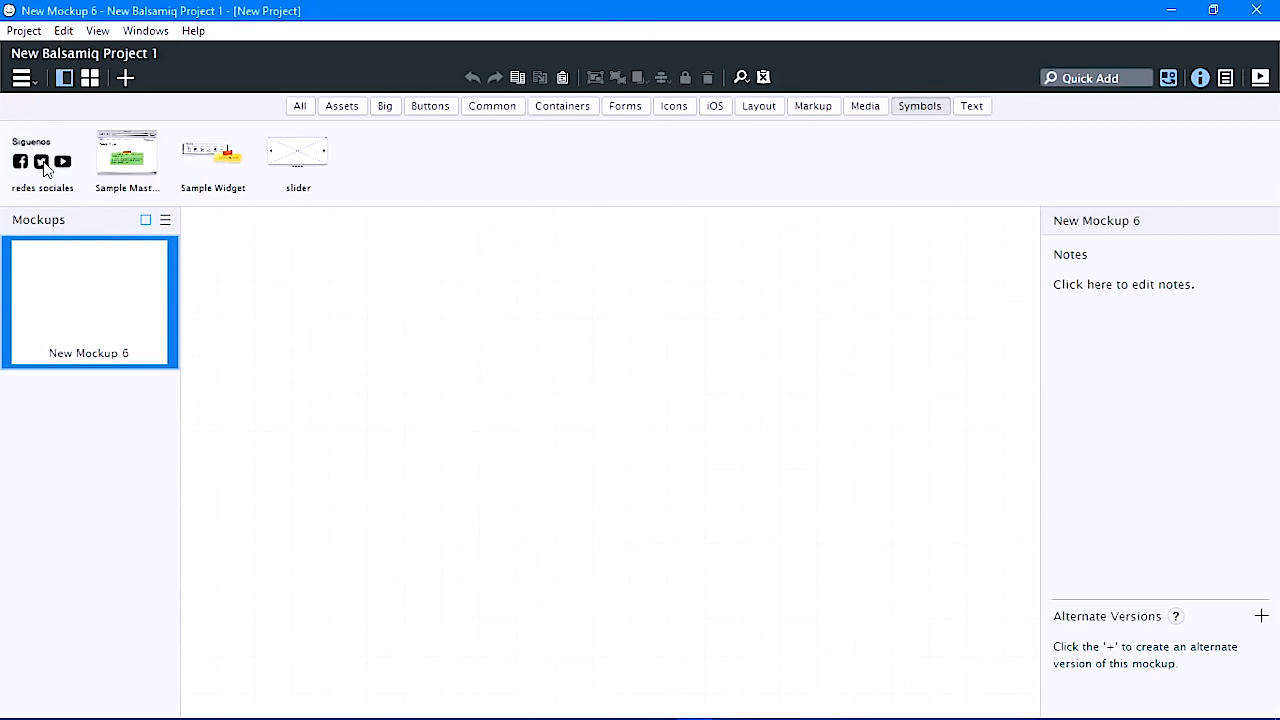 New Mockup 6 - New Balsamiq Project 1 - [New Project]
Project Edit View Windows Help
New Balsamiq Project 1
Quick Add
All Assets Big Buttons Common Containers Forms Icons iOS Layout Markup Media Symbols Text
Siguenos
redes sociales Sample Mast... Sample Widget slider
Mockups
New Mockup 6
New Mockup 6
Notes
Click here to edit notes.
Alternate Versions ?
Click the '+' to create an alternate
version of this mockup.